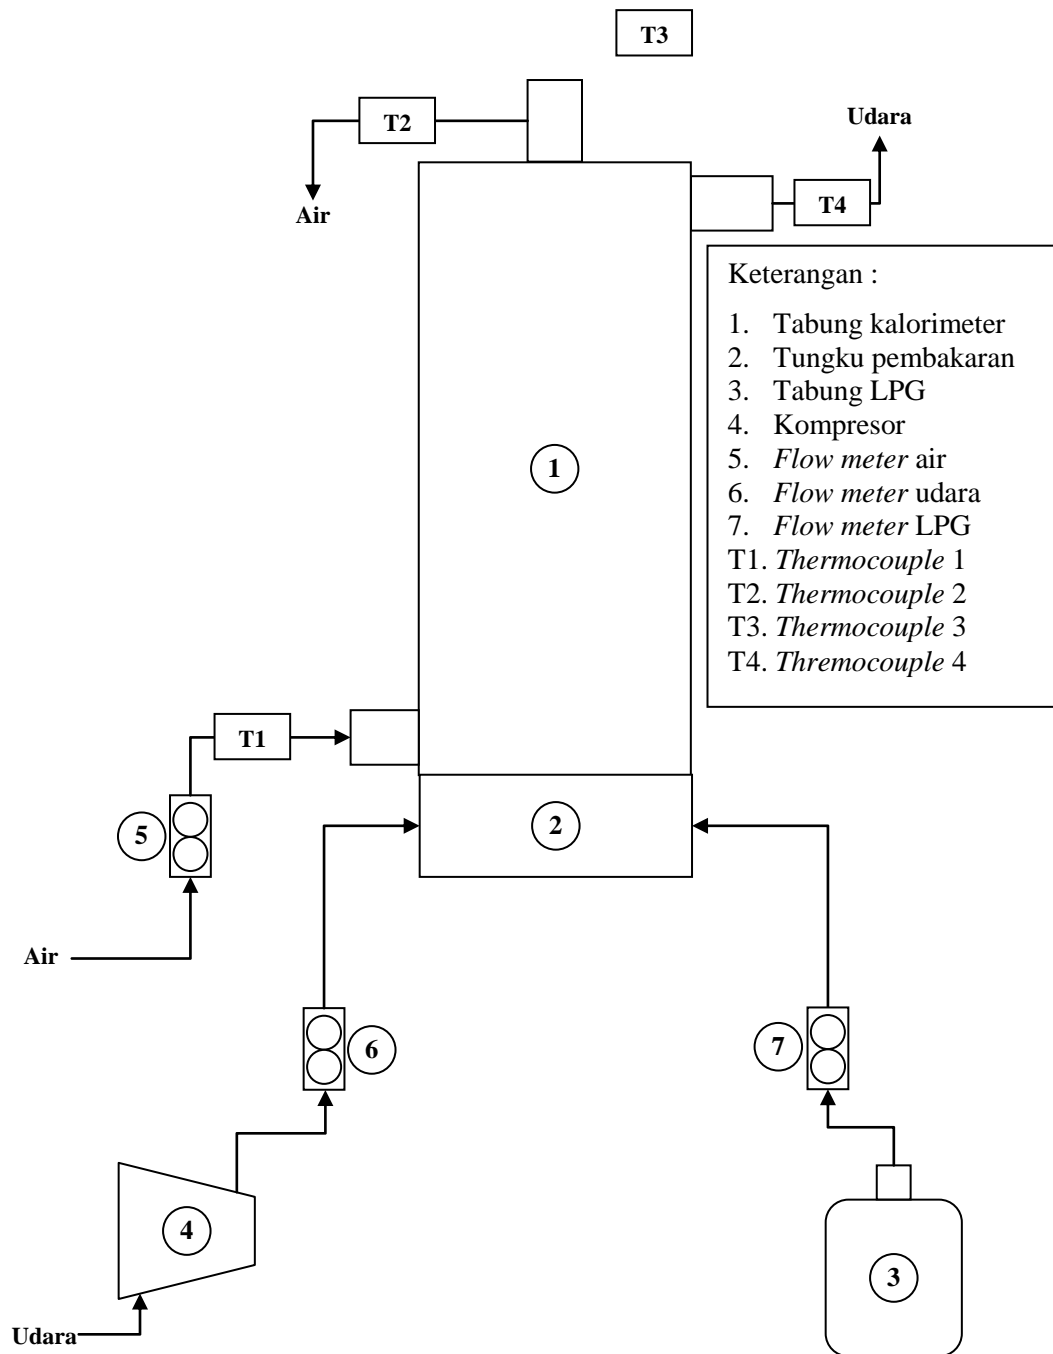 T3
T2
Udara
Air
T4
Keterangan :
1. Tabung kalorimeter
2. Tungku pembakaran
3. Tabung LPG
4. Kompresor
5. Flow meter air
6. Flow meter udara
7. Flow meter LPG
T1. Thermocouple 1
T2. Thermocouple 2
T3. Thermocouple 3
T4. Thremocouple 4
1
T1
5
2
Air
6
7
4
3
Udara